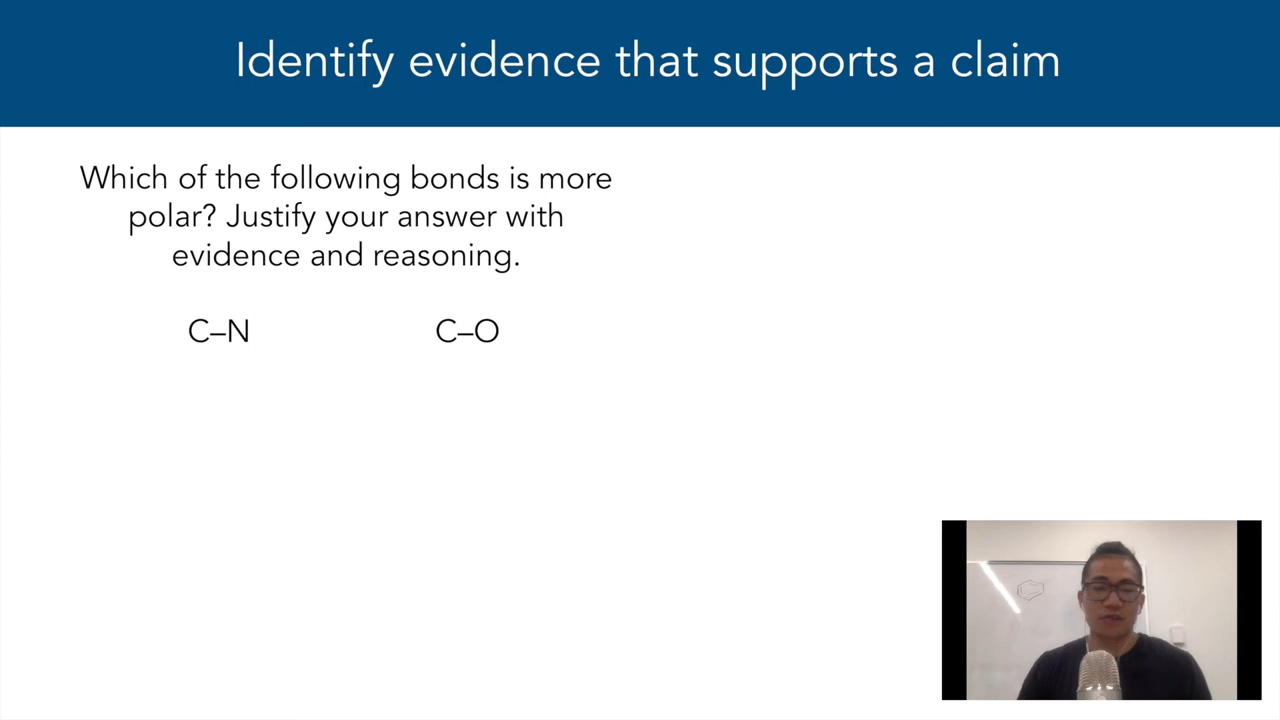 Identify evidence that supports a claim
Which of the following bonds is more
polar? Justify your answer with
evidence and reasoning.
C–N C–O